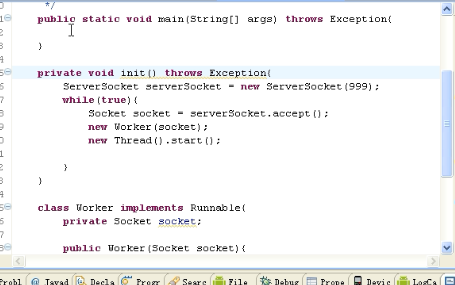 */
public static void main(String[] args) throws Exception{
}
private void init() throws Exception{
ServerSocket serverSocket = new ServerSocket(999);
while(true){
Socket socket = serverSocket.accept();
new Worker(socket);
new Thread().start();
}
}
class Worker implements Runnable{
private Socket socket;
public Worker(Socket socket){
Probl @ Javad Decla Progr Searc File Debug Prope Devic LogCa